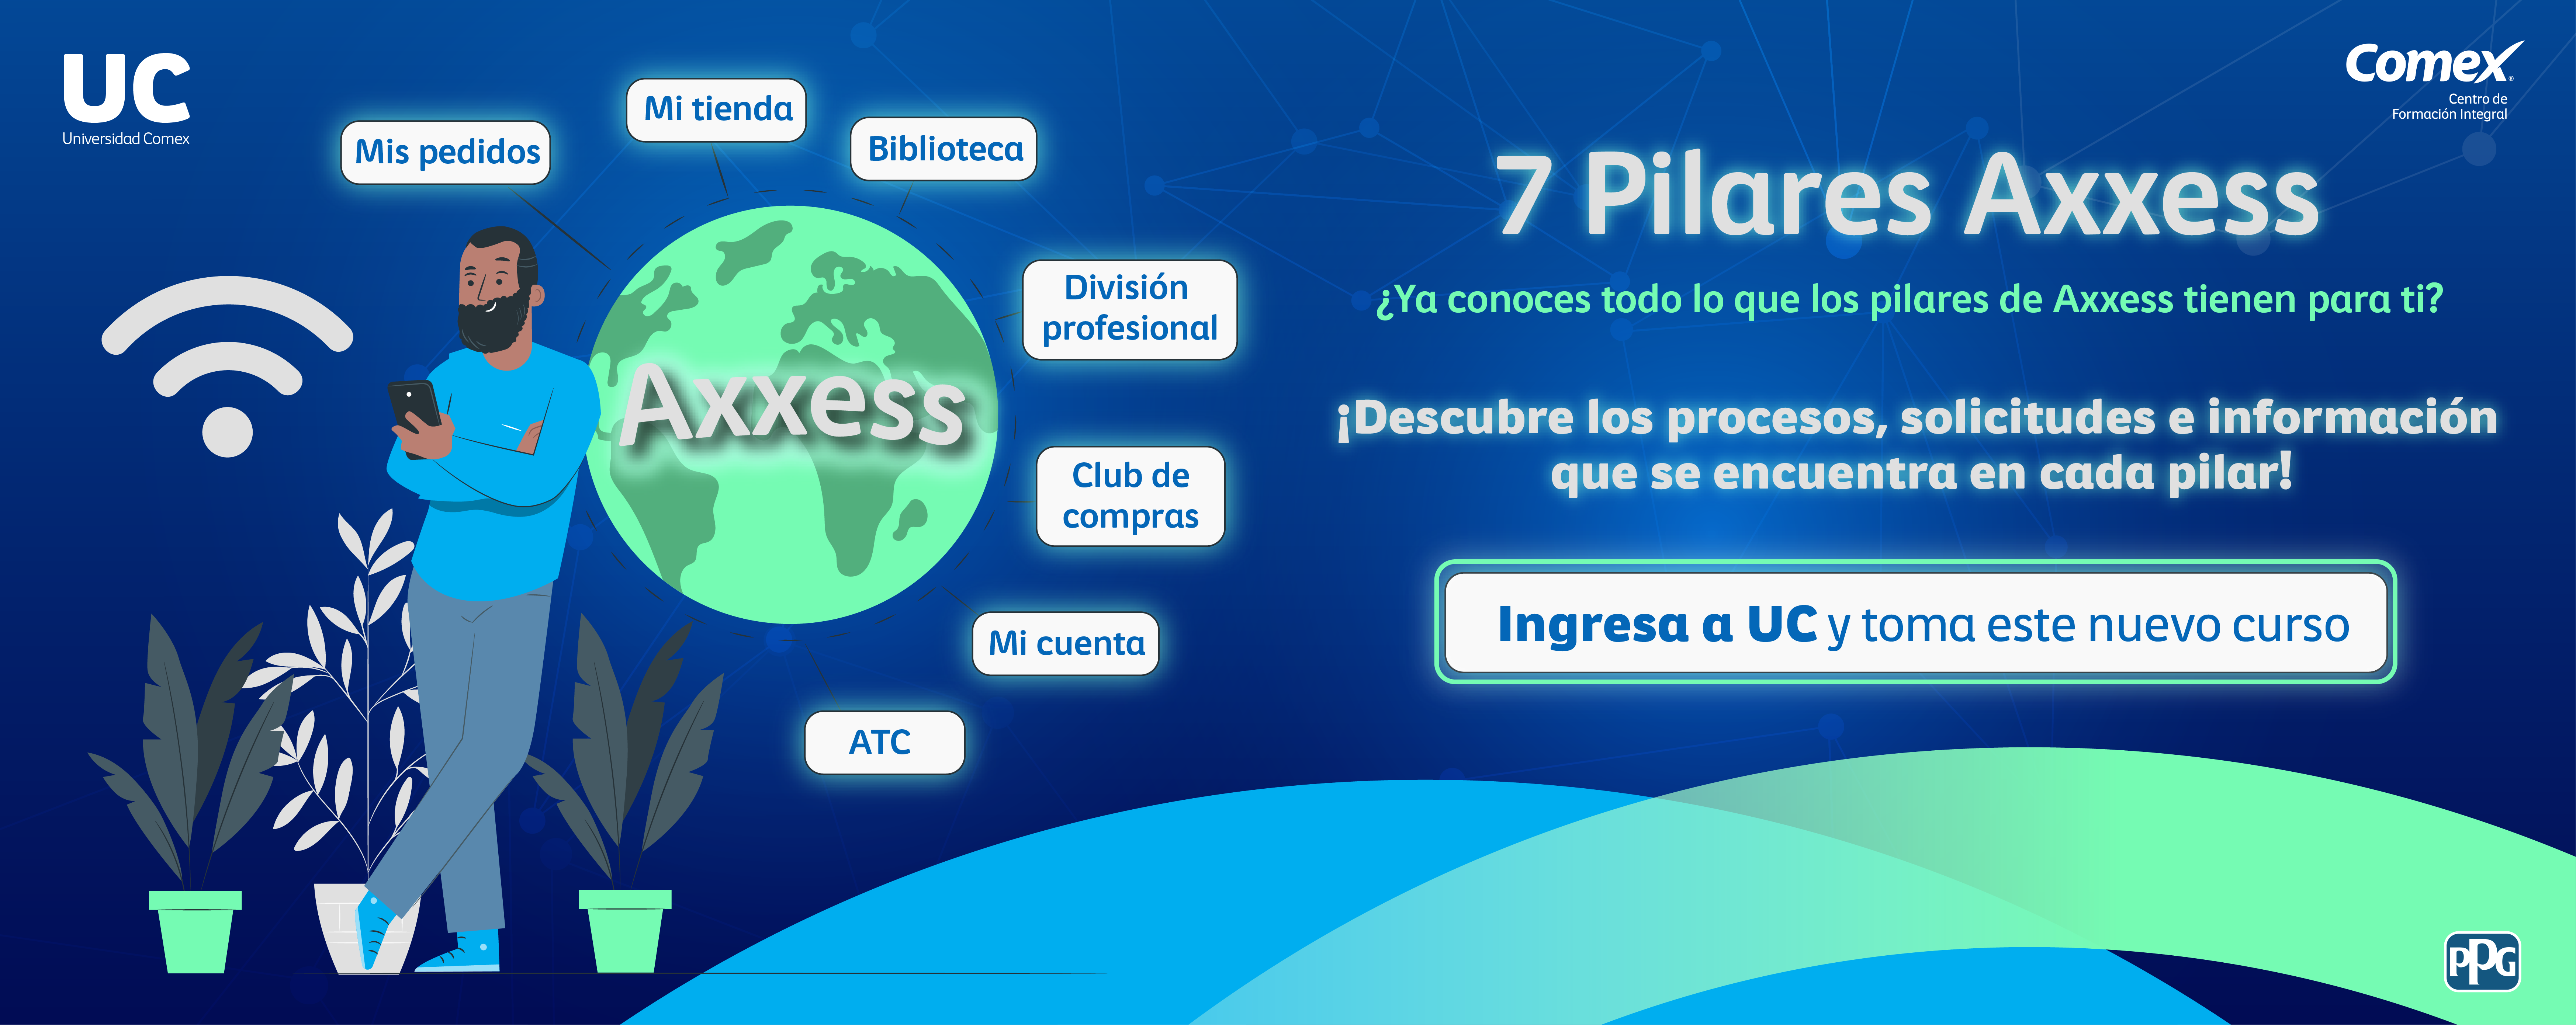 UC
Universidad Comex
Mis pedidos
Mi tienda
Biblioteca
División
profesional
Club de
compras
Mi cuenta
ATC
Axxess
Comex®
Centro de
Formación Integral
7 Pilares Axxess
¿Ya conoces todo lo que los pilares de Axxess tienen para ti?
¡Descubre los procesos, solicitudes e información
que se encuentra en cada pilar!
Ingresa a UC y toma este nuevo curso
PPG